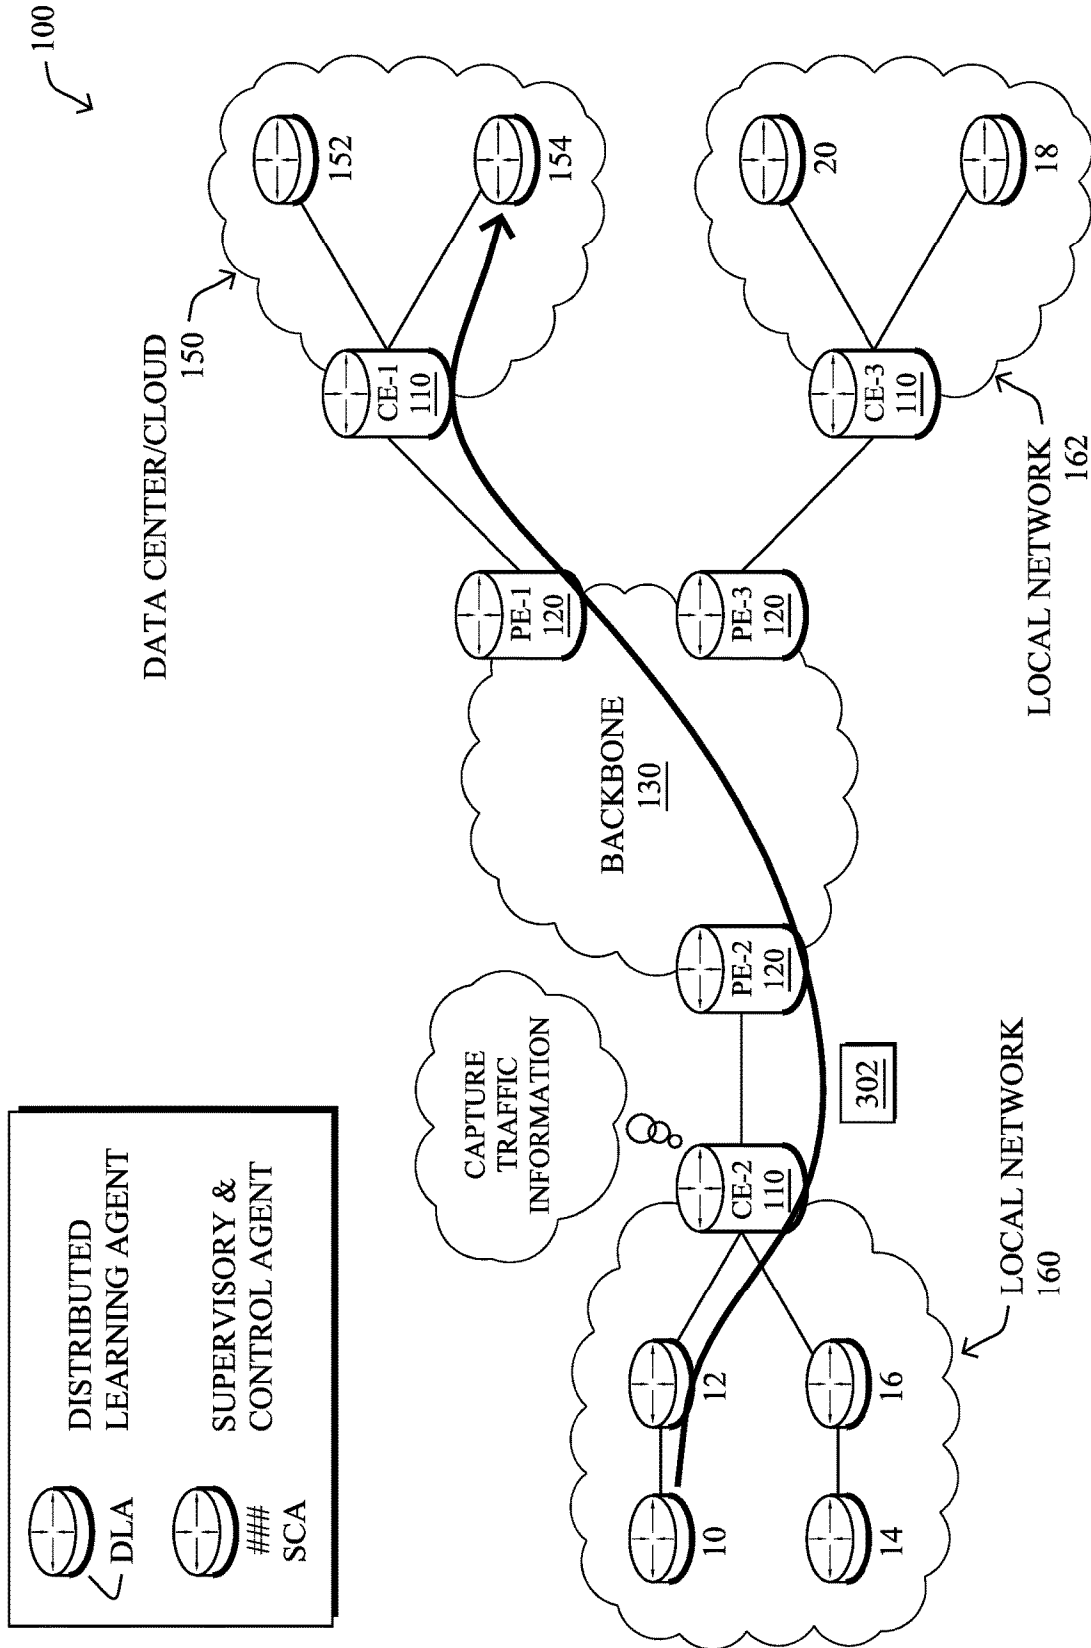 100
DISTRIBUTED
LEARNING AGENT
DLA
SUPERVISORY &
CONTROL AGENT
###
SCA
DATA CENTER/CLOUD
150
152
154
CE-1
110
PE-1
120
CAPTURE
TRAFFIC
INFORMATION
BACKBONE
130
10
12
14
16
CE-2
110
PE-2
120
302
PE-3
120
CE-3
110
20
18
LOCAL NETWORK
160
LOCAL NETWORK
162